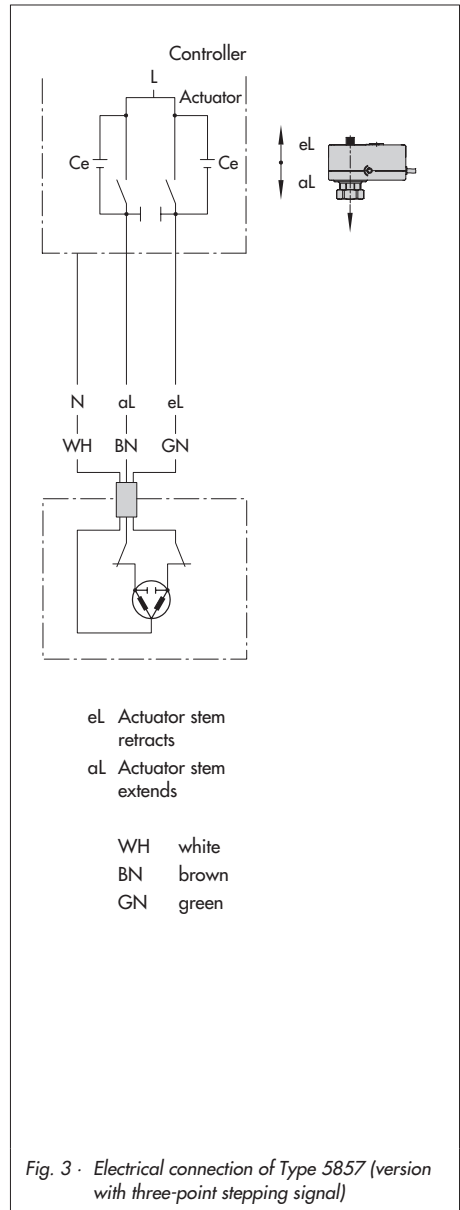 Controller
L
Actuator
Ce
Ce
eL
aL
N aL eL
WH BN GN
eL Actuator stem
retracts
aL Actuator stem
extends
WH white
BN brown
GN green
Fig. 3 · Electrical connection of Type 5857 (version
with three-point stepping signal)